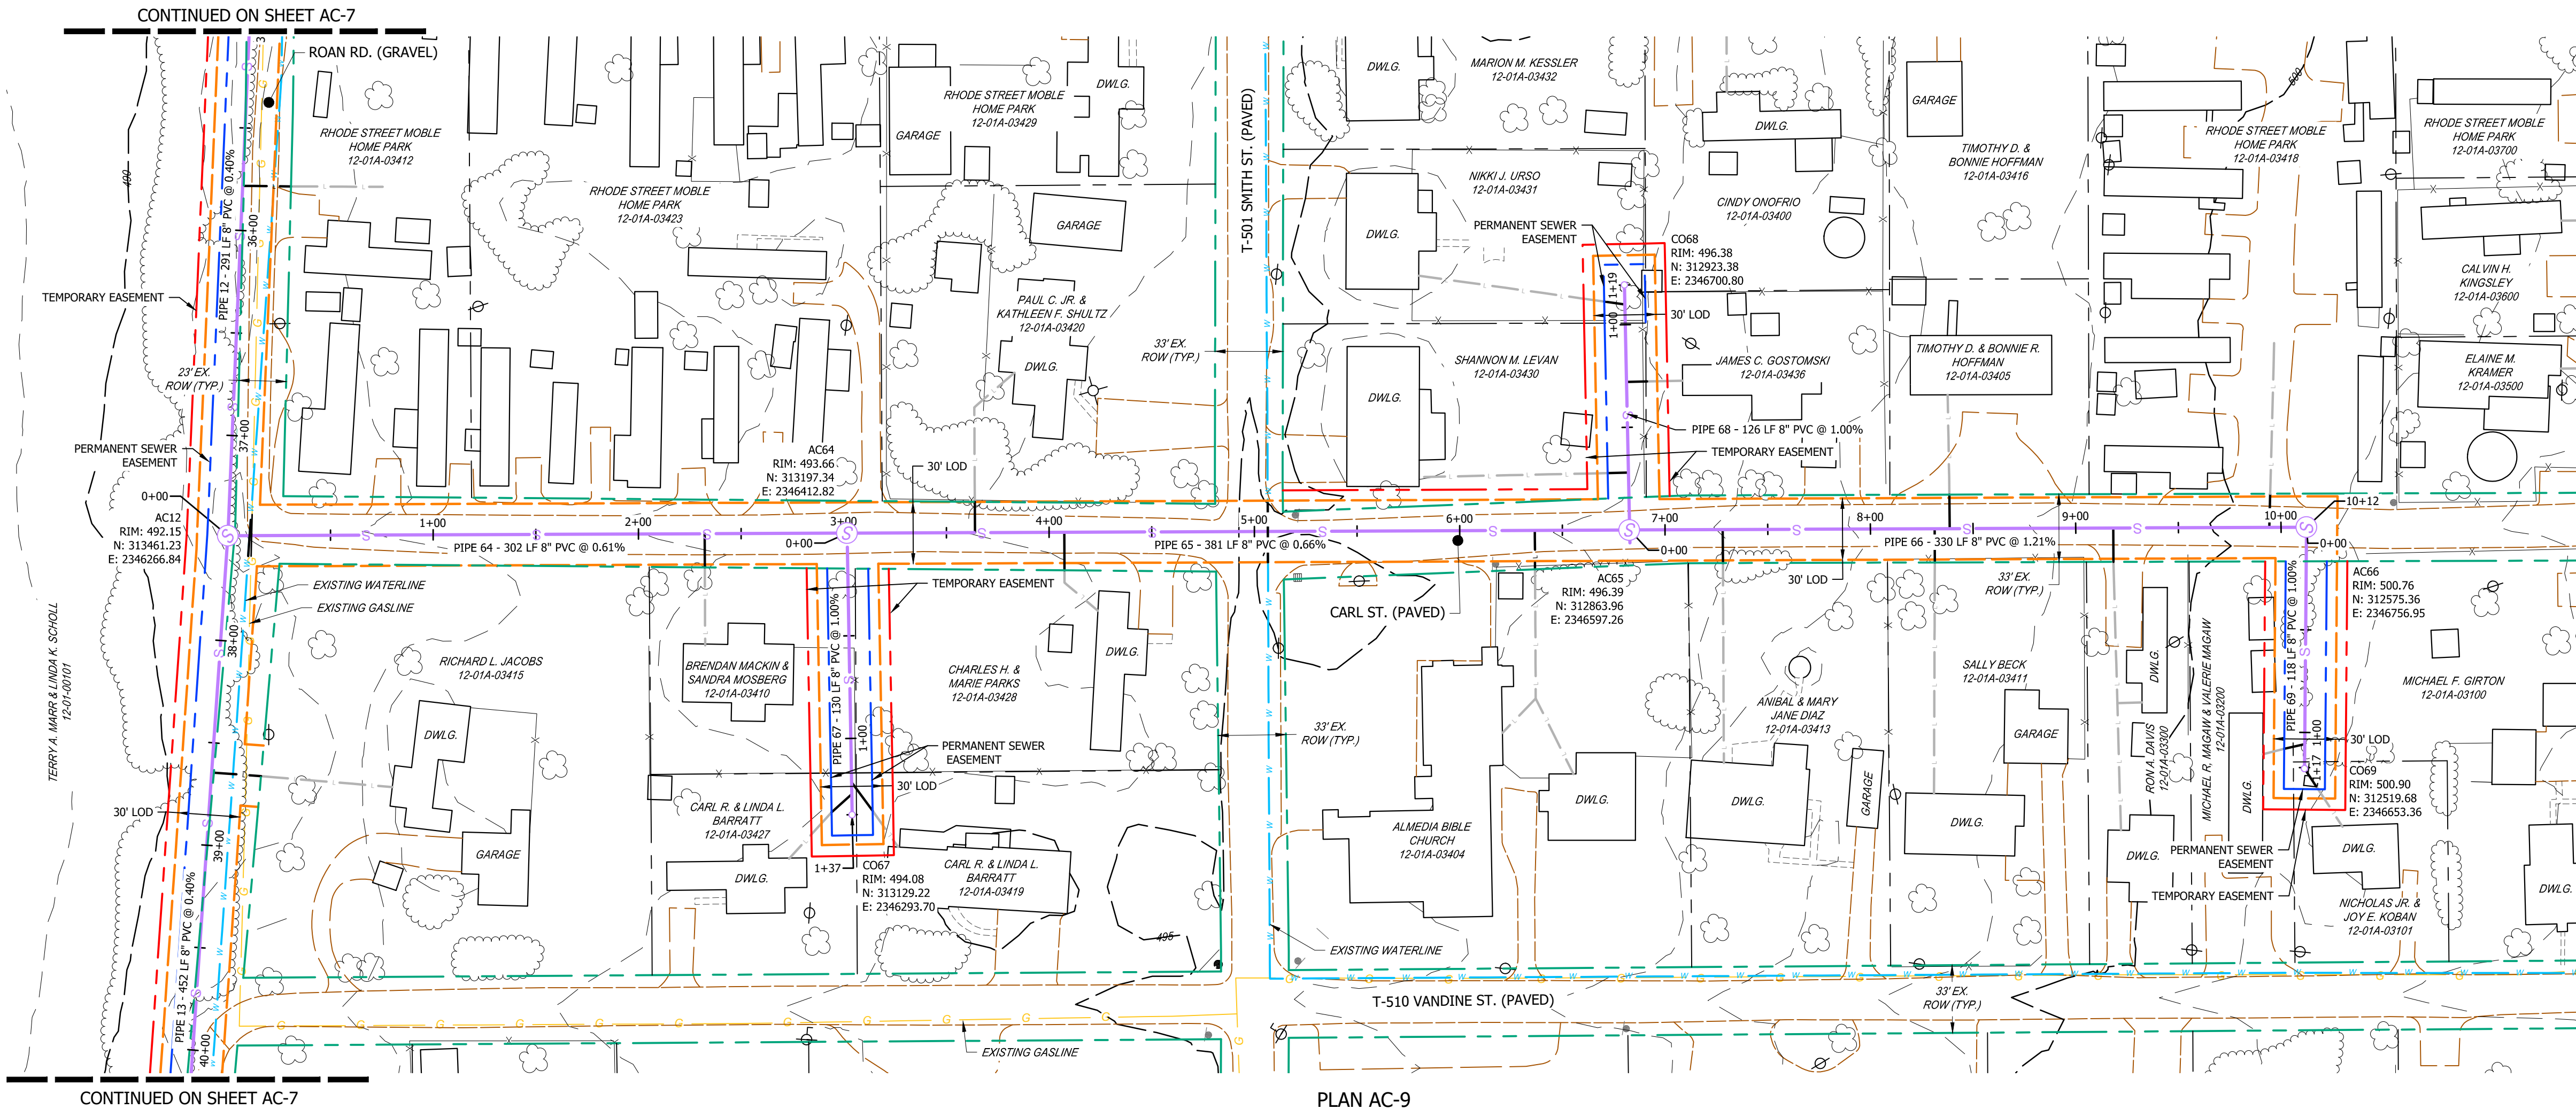 CONTINUED ON SHEET AC-7
ROAN RD. (GRAVEL)
RHODE STREET MOBLE
HOME PARK
12-01A-03412
RHODE STREET MOBLE
HOME PARK
12-01A-03423
RHODE STREET MOBLE
HOME PARK
12-01A-03429
GARAGE
DWLG.
GARAGE
PAUL C. JR. &
KATHLEEN F. SHULTZ
12-01A-03420
DWLG.
T-501 SMITH ST. (PAVED)
33' EX.
ROW (TYP.)
DWLG.
MARION M. KESSLER
12-01A-03432
NIKKI J. URSO
12-01A-03431
DWLG.
PERMANENT SEWER
EASEMENT
SHANNON M. LEVAN
12-01A-03430
DWLG.
DWLG.
CINDY ONOFRIO
12-01A-03400
CO68
RIM: 496.38
N: 312923.38
E: 2346700.80
30' LOD
1+19
1+00
JAMES C. GOSTOMSKI
12-01A-03436
PIPE 68 - 126 LF 8" PVC @ 1.00%
TEMPORARY EASEMENT
GARAGE
TIMOTHY D. &
BONNIE HOFFMAN
12-01A-03416
TIMOTHY D. & BONNIE R.
HOFFMAN
12-01A-03405
RHODE STREET MOBLE
HOME PARK
12-01A-03418
500
RHODE STREET MOBLE
HOME PARK
12-01A-03700
CALVIN H.
KINGSLEY
12-01A-03600
ELAINE M.
KRAMER
12-01A-03500
490
PIPE 12 - 291 LF 8" PVC @ 0.40%
36+00
TEMPORARY EASEMENT
23' EX.
ROW (TYP.)
37+00
PERMANENT SEWER
EASEMENT
0+00
AC12
RIM: 492.15
N: 313461.23
E: 2346266.84
AC64
RIM: 493.66
N: 313197.34
E: 2346412.82
30' LOD
1+00
2+00
3+00
4+00
5+00
6+00
7+00
8+00
9+00
10+00
10+12
PIPE 64 - 302 LF 8" PVC @ 0.61%
0+00
PIPE 65 - 381 LF 8" PVC @ 0.66%
0+00
PIPE 66 - 330 LF 8" PVC @ 1.21%
0+00
EXISTING WATERLINE
EXISTING GASLINE
TEMPORARY EASEMENT
CARL ST. (PAVED)
AC65
RIM: 496.39
N: 312863.96
E: 2346597.26
30' LOD
33' EX.
ROW (TYP.)
AC66
RIM: 500.76
N: 312575.36
E: 2346756.95
TERRY A. MARR & LINDA K. SCHOLL
12-01-00101
38+00
RICHARD L. JACOBS
12-01A-03415
DWLG.
GARAGE
BRENDAN MACKIN &
SANDRA MOSBERG
12-01A-03410
PIPE 67 - 130 LF 8" PVC @ 1.00%
1+00
CHARLES H. &
MARIE PARKS
12-01A-03428
DWLG.
PERMANENT SEWER
EASEMENT
30' LOD
33' EX.
ROW (TYP.)
CARL R. & LINDA L.
BARRATT
12-01A-03427
DWLG.
1+37
CO67
RIM: 494.08
N: 313129.22
E: 2346293.70
CARL R. & LINDA L.
BARRATT
12-01A-03419
ALMEDIA BIBLE
CHURCH
12-01A-03404
DWLG.
ANIBAL & MARY
JANE DIAZ
12-01A-03413
DWLG.
GARAGE
SALLY BECK
12-01A-03411
GARAGE
DWLG.
DWLG.
RON A. DAVIS
12-01A-03300
DWLG.
MICHAEL R. MAGAW & VALERIE MAGAW
12-01A-03200
DWLG.
PIPE 69 - 118 LF 8" PVC @ 1.00%
1+00
1+17
MICHAEL F. GIRTON
12-01A-03100
30' LOD
CO69
RIM: 500.90
N: 312519.68
E: 2346653.36
DWLG.
PERMANENT SEWER
EASEMENT
TEMPORARY EASEMENT
NICHOLAS JR. &
JOY E. KOBAN
12-01A-03101
DWLG.
30' LOD
39+00
PIPE 13 - 452 LF 8" PVC @ 0.40%
40+00
495
EXISTING WATERLINE
T-510 VANDINE ST. (PAVED)
33' EX.
ROW (TYP.)
EXISTING GASLINE
CONTINUED ON SHEET AC-7
PLAN AC-9